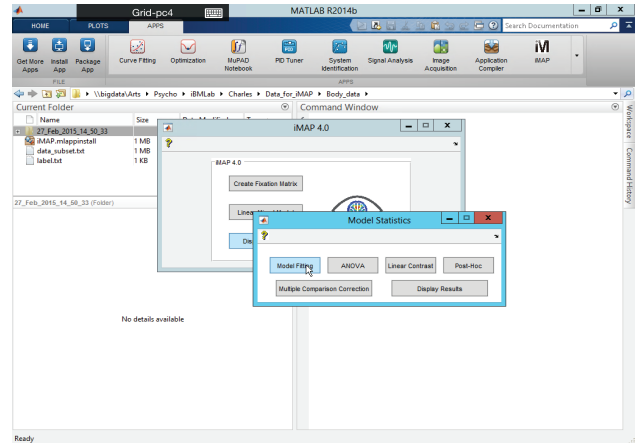 Grid-pc4
MATLAB R2014b
HOME PLOTS APPS
Search Documentation
Get More Apps
Install App
Package App
Curve Fitting
Optimization
MuPAD Notebook
PID Tuner
System Identification
Signal Analysis
Image Acquisition
Application Compiler
iMAP
FILE
APPS
\\bigdata\Arts Psycho iBMLab Charles Data_for_iMAP Body_data
Current Folder
Command Window
Workspace
Command History
Name Size
27_Feb_2015_14_50_33
iMAP.mlappinstall 1 MB
data_subset.txt 1 MB
label.txt 1 KB
27_Feb_2015_14_50_33 (Folder)
No details available
iMAP 4.0
iMAP 4.0
Create Fixation Matrix
Model Statistics
Model Fitting
ANOVA
Linear Contrast
Post-Hoc
Multiple Comparison Correction
Display Results
Ready